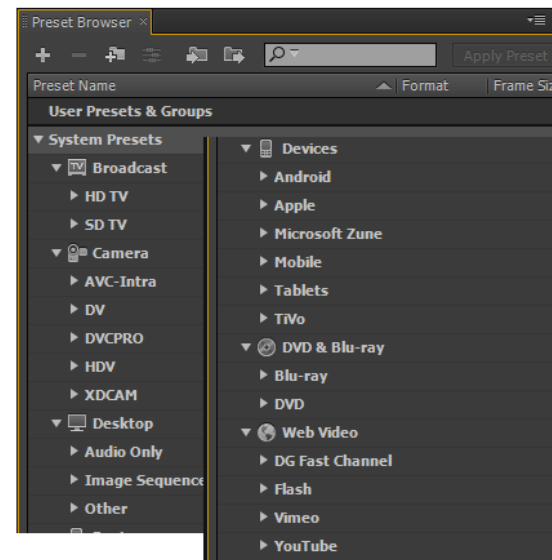 Preset Browser
Apply Preset
Preset Name Format Frame Siz
User Presets & Groups
System Presets
TV Broadcast
HD TV
SD TV
Camera
AVC-Intra
DV
DVCPRO
HDV
XDCAM
Desktop
Audio Only
Image Sequence
Other
Devices
Android
Apple
Microsoft Zune
Mobile
Tablets
TiVo
DVD & Blu-ray
Blu-ray
DVD
Web Video
DG Fast Channel
Flash
Vimeo
YouTube